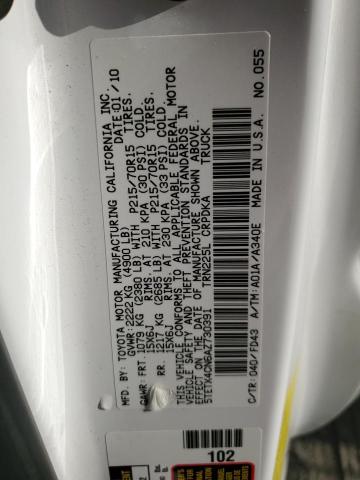 TOYOTA MOTOR MANUFACTURING CALIFORNIA INC.
DATE: 01/10
GVWR: 2222 KG (4900 LB)
GAWR: FRT. 1079 KG (2380 LB) WITH P215/70R15 TIRES.
15X6J RIMS. AT 210 KPA (30 PSI) COLD.
RR. 1217 KG (2685 LB) WITH P215/70R15 TIRES.
15X6J RIMS. AT 230 KPA (33 PSI) COLD.
THIS VEHICLE CONFORMS TO ALL APPLICABLE FEDERAL MOTOR
VEHICLE SAFETY AND THEFT PREVENTION STANDARDS IN
EFFECT ON THE DATE OF MANUFACTURE SHOWN ABOVE.
5TETX4CN6AZ730391 TRN225L CRPDKA
TRUCK
C/TR: 040/FD43 A/TM: A01A/A340E MADE IN U.S.A. NO.055
102